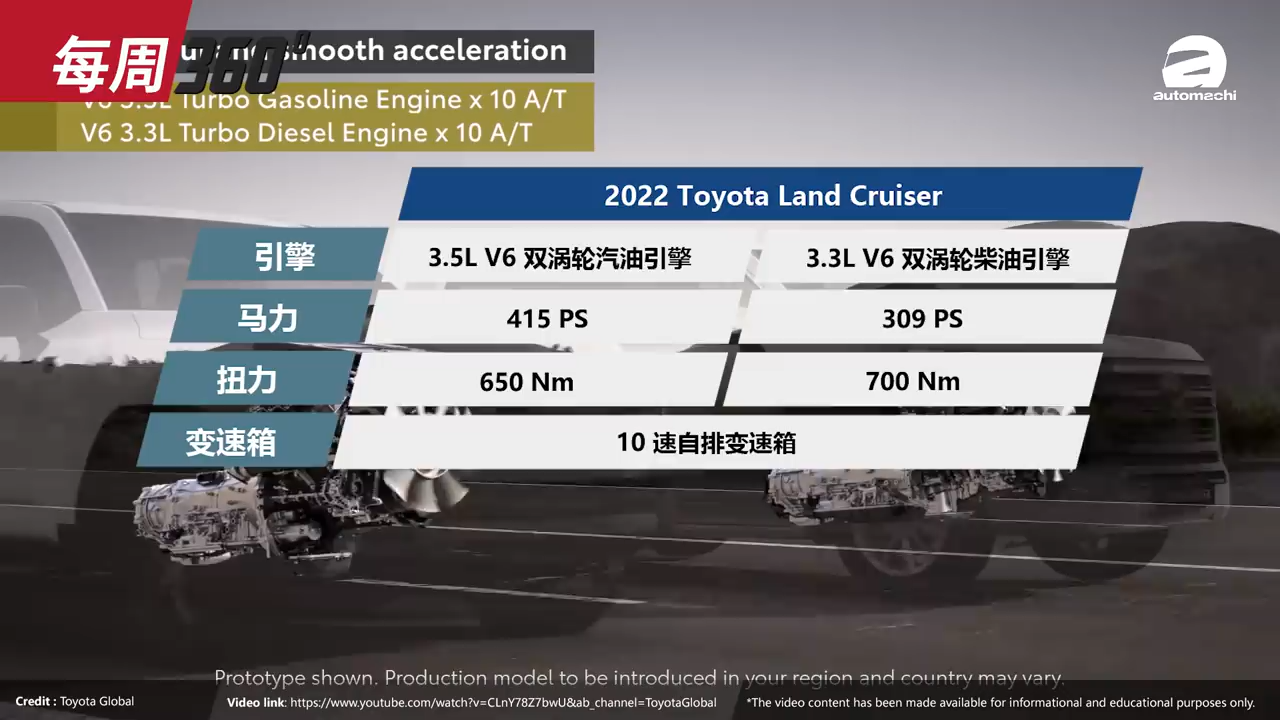 每周360°
smooth acceleration
V6 3.5L Turbo Gasoline Engine x 10 A/T
V6 3.3L Turbo Diesel Engine x 10 A/T
automachi
2022 Toyota Land Cruiser
引擎 3.5L V6 双涡轮汽油引擎 3.3L V6 双涡轮柴油引擎
马力 415 PS 309 PS
扭力 650 Nm 700 Nm
变速箱 10 速自排变速箱
Prototype shown. Production model to be introduced in your region and country may vary.
Credit : Toyota Global
Video link: https://www.youtube.com/watch?v=CLnY78Z7bwU&ab_channel=ToyotaGlobal
*The video content has been made available for informational and educational purposes only.